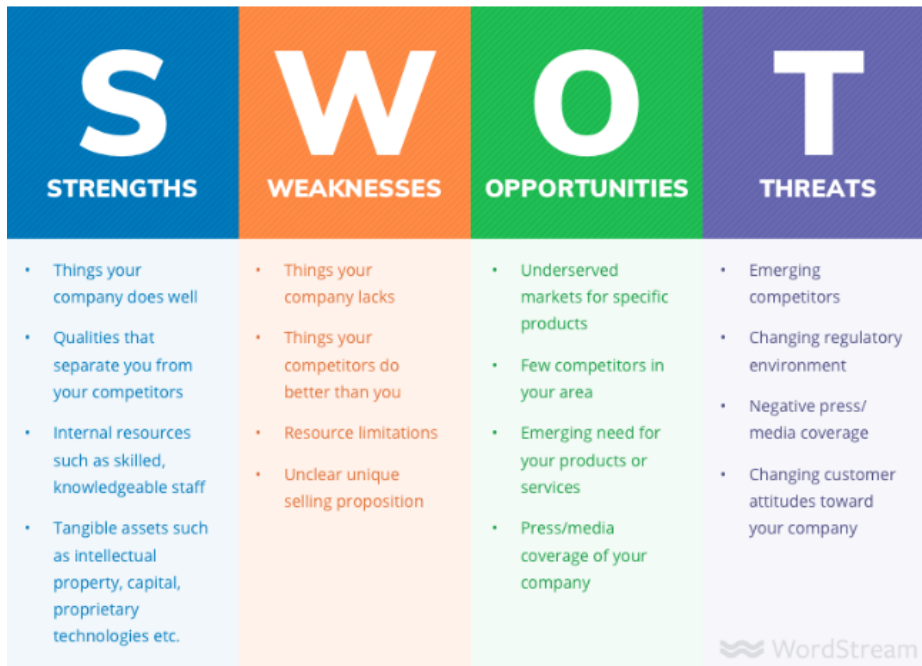 S
STRENGTHS
• Things your
company does well
• Qualities that
separate you from
your competitors
• Internal resources
such as skilled,
knowledgeable staff
• Tangible assets such
as intellectual
property, capital,
proprietary
technologies etc.
W
WEAKNESSES
• Things your
company lacks
• Things your
competitors do
better than you
• Resource limitations
• Unclear unique
selling proposition
O
OPPORTUNITIES
• Underserved
markets for specific
products
• Few competitors in
your area
• Emerging need for
your products or
services
• Press/media
coverage of your
company
T
THREATS
• Emerging
competitors
• Changing regulatory
environment
• Negative press/
media coverage
• Changing customer
attitudes toward
your company
WordStream